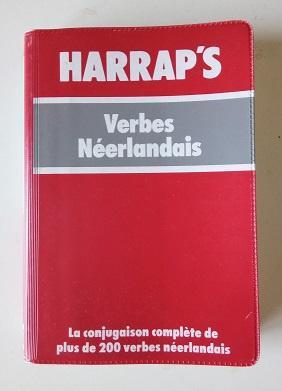 HARRAP'S
Verbes
Néerlandais
La conjugaison complète de
plus de 200 verbes néerlandais